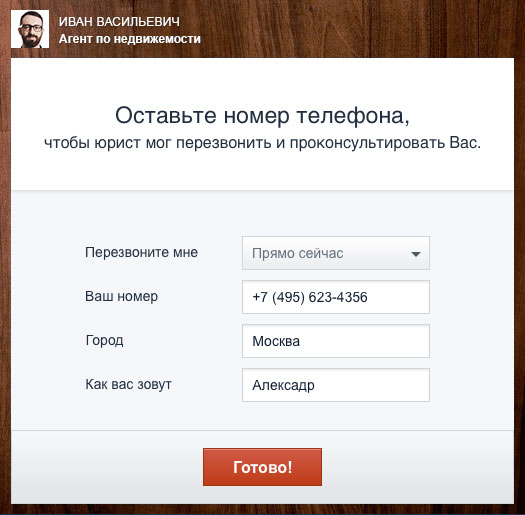 ИВАН ВАСИЛЬЕВИЧ
Агент по недвижемости
Оставьте номер телефона,
чтобы юрист мог перезвонить и проконсультировать Вас.
Перезвоните мне Прямо сейчас
Ваш номер +7 (495) 623-4356
Город Москва
Как вас зовут Алексадр
Готово!